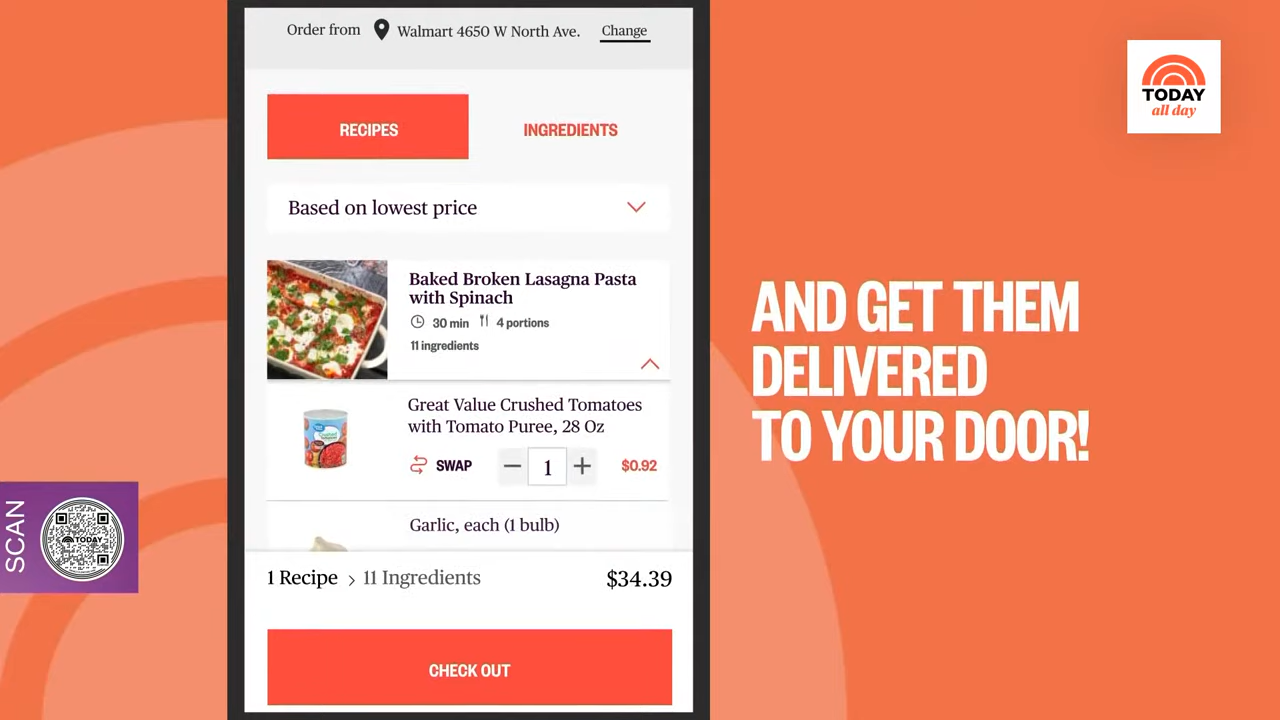 Order from Walmart 4650 W North Ave. Change
RECIPES INGREDIENTS
Based on lowest price
Baked Broken Lasagna Pasta
with Spinach
30 min 4 portions
11 ingredients
Great Value Crushed Tomatoes
with Tomato Puree, 28 Oz
SWAP 1 $0.92
Garlic, each (1 bulb)
1 Recipe > 11 Ingredients $34.39
CHECK OUT
AND GET THEM
DELIVERED
TO YOUR DOOR!
TODAY
all day
SCAN
TODAY